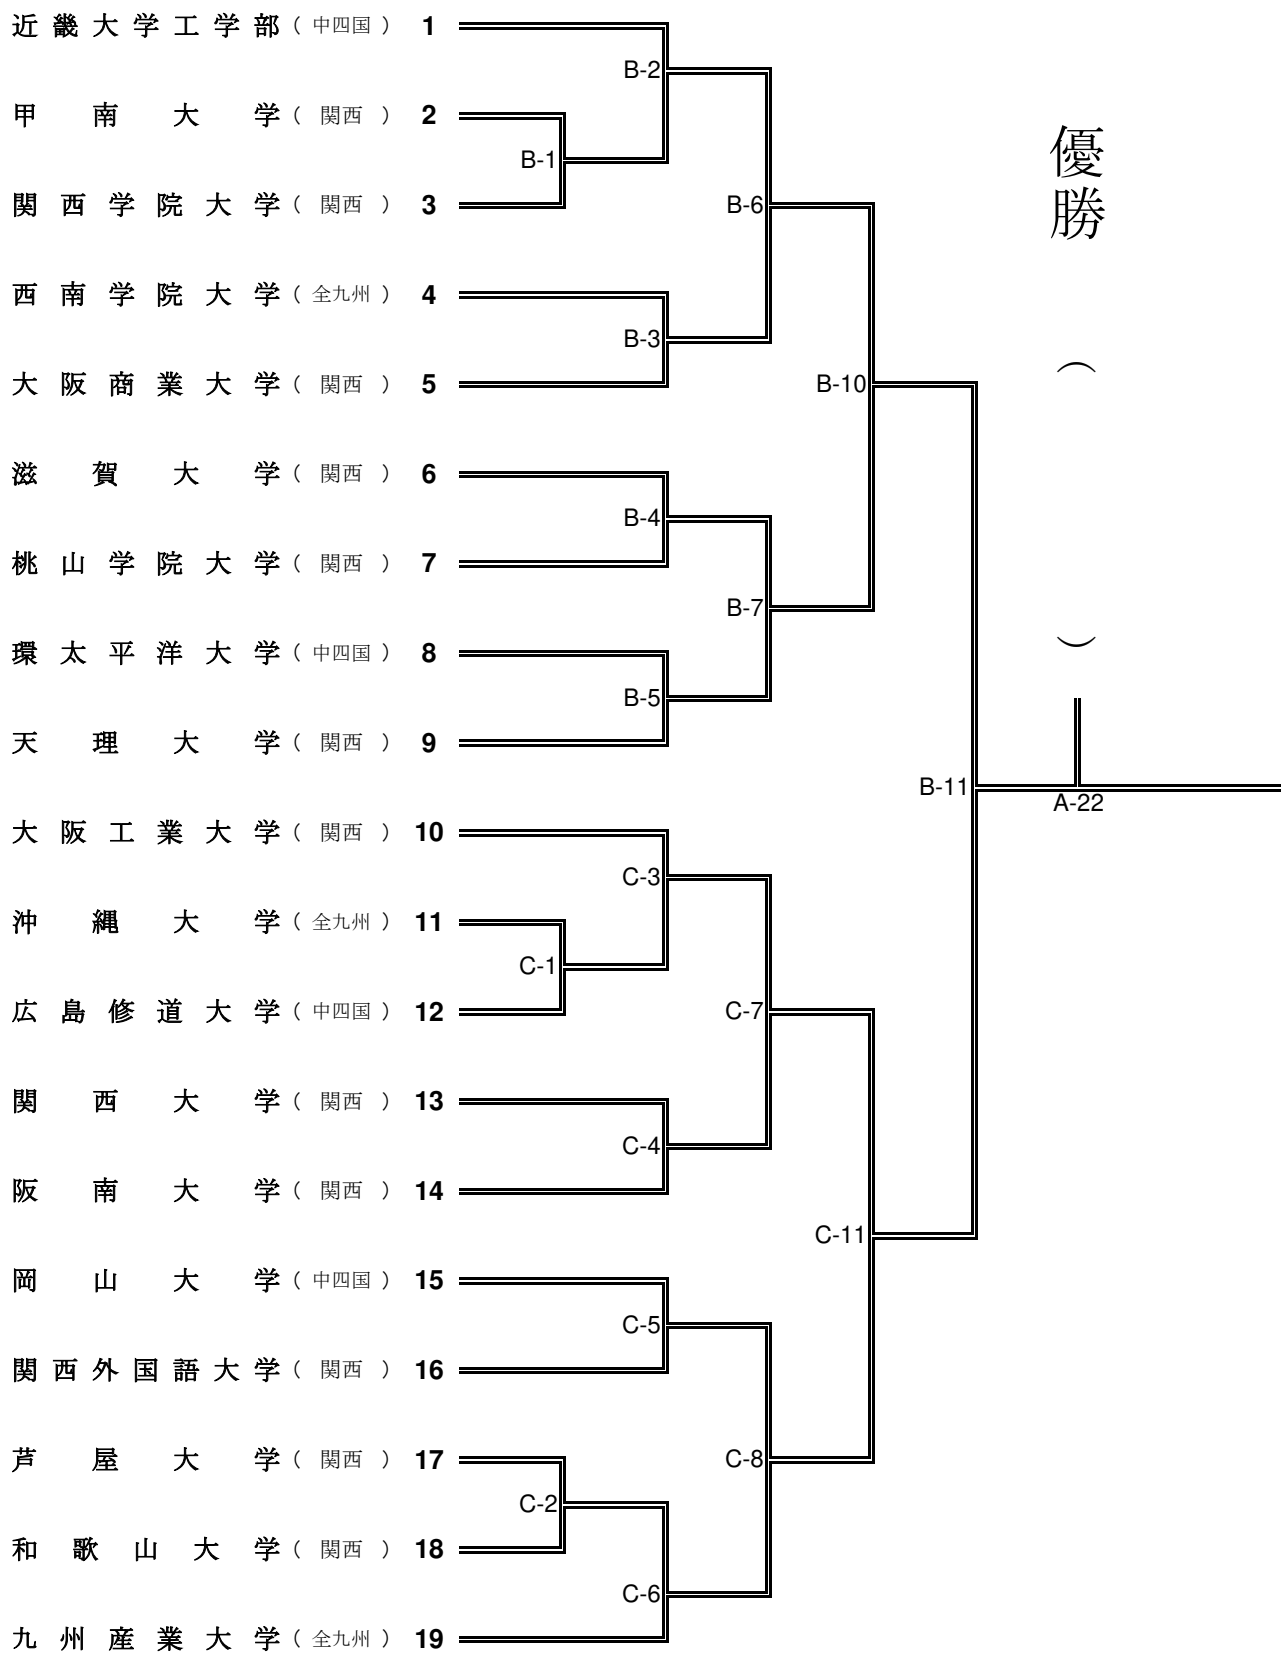 近畿大学工学部（ 中四国 ） 1
B-2
甲南大学（ 関西 ） 2
B-1
関西学院大学（ 関西 ） 3
B-6
西南学院大学（ 全九州 ） 4
B-3
大阪商業大学（ 関西 ） 5
B-10
滋賀大学（ 関西 ） 6
B-4
桃山学院大学（ 関西 ） 7
B-7
環太平洋大学（ 中四国 ） 8
B-5
天理大学（ 関西 ） 9
B-11
大阪工業大学（ 関西 ） 10
C-3
沖縄大学（ 全九州 ） 11
C-1
広島修道大学（ 中四国 ） 12
C-7
関西大学（ 関西 ） 13
C-4
阪南大学（ 関西 ） 14
C-11
岡山大学（ 中四国 ） 15
C-5
関西外国語大学（ 関西 ） 16
芦屋大学（ 関西 ） 17
C-8
C-2
和歌山大学（ 関西 ） 18
C-6
九州産業大学（ 全九州 ） 19
優勝（ ）
A-22